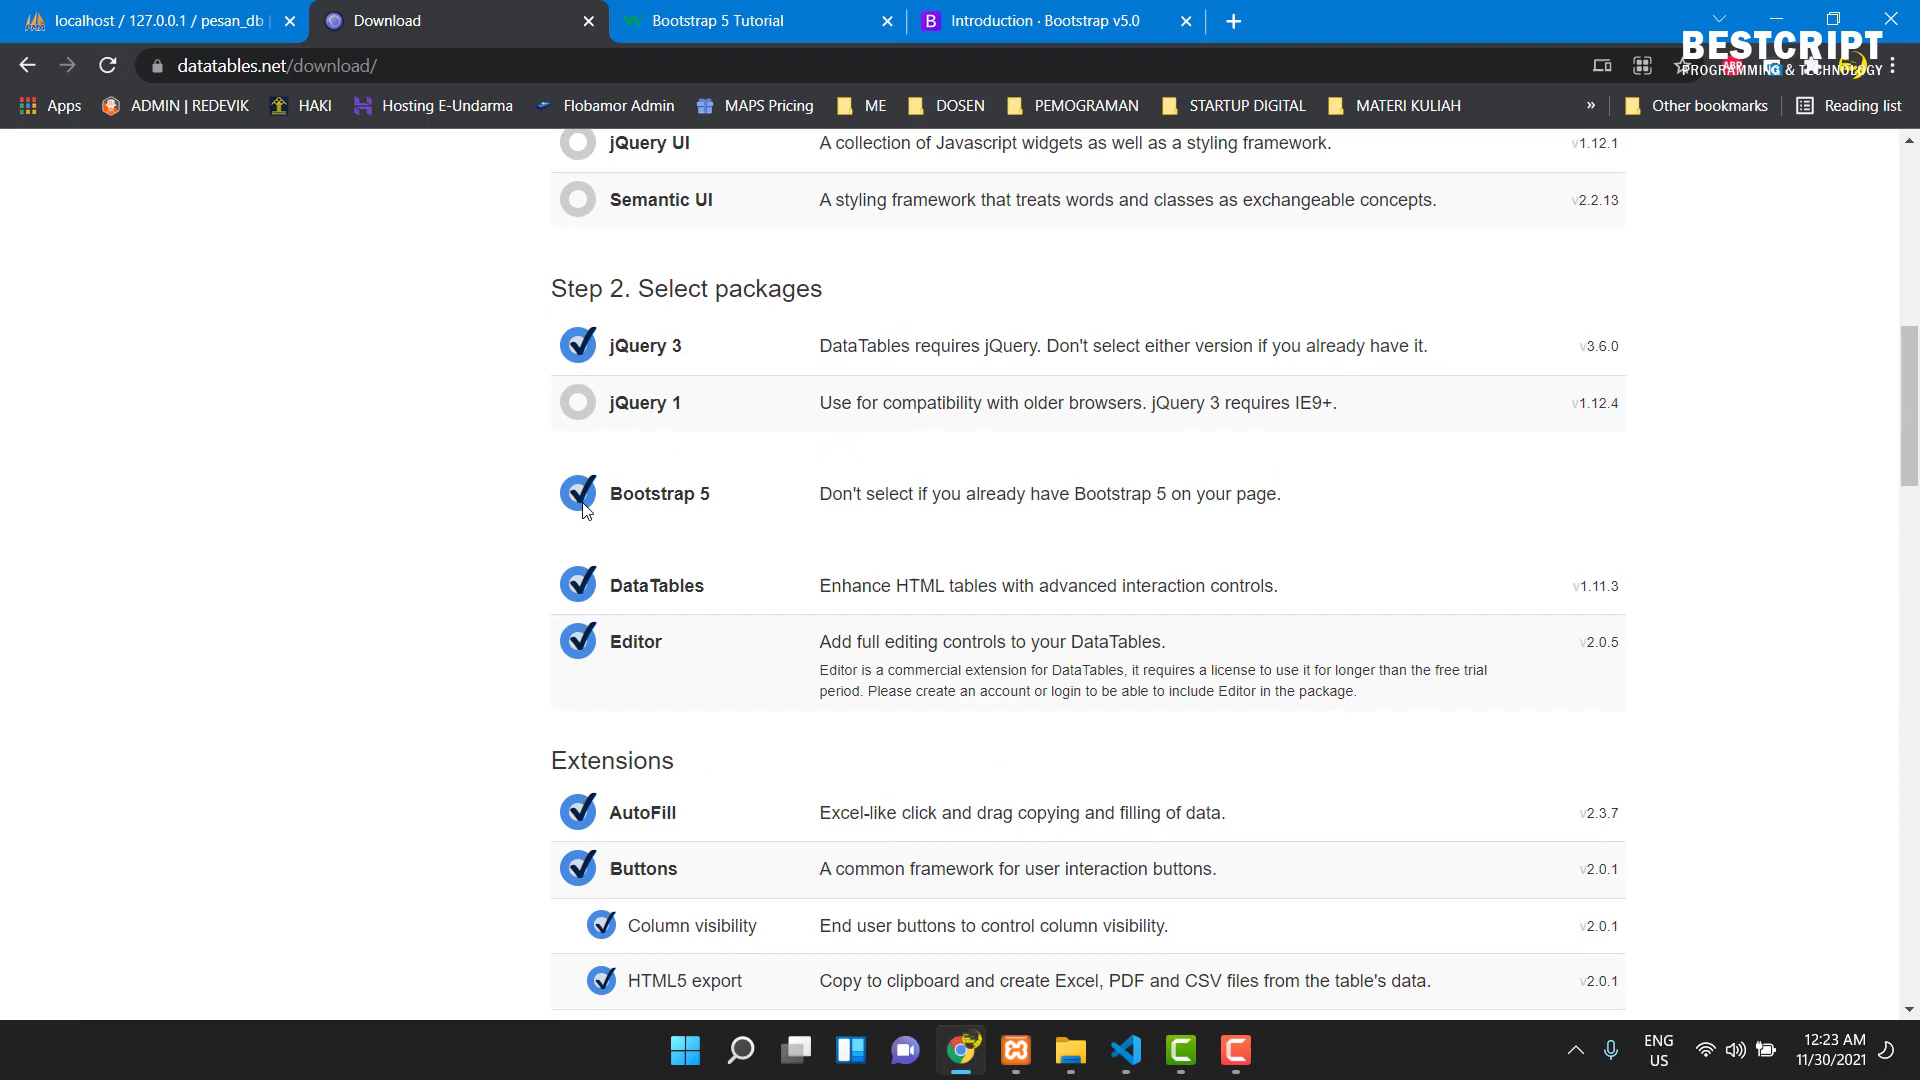 localhost / 127.0.0.1 / pesan_db
Download
Bootstrap 5 Tutorial
Introduction · Bootstrap v5.0
BESTCRIPT
PROGRAMMING & TECHNOLOGY
datatables.net/download/
Apps
ADMIN | REDEVIK
HAKI
Hosting E-Undarma
Flobamor Admin
MAPS Pricing
ME
DOSEN
PEMOGRAMAN
STARTUP DIGITAL
MATERI KULIAH
»
Other bookmarks
Reading list
jQuery UI A collection of Javascript widgets as well as a styling framework. v1.12.1
Semantic UI A styling framework that treats words and classes as exchangeable concepts. v2.2.13
Step 2. Select packages
jQuery 3 DataTables requires jQuery. Don't select either version if you already have it. v3.6.0
jQuery 1 Use for compatibility with older browsers. jQuery 3 requires IE9+. v1.12.4
Bootstrap 5 Don't select if you already have Bootstrap 5 on your page.
DataTables Enhance HTML tables with advanced interaction controls. v1.11.3
Editor Add full editing controls to your DataTables. v2.0.5
Editor is a commercial extension for DataTables, it requires a license to use it for longer than the free trial
period. Please create an account or login to be able to include Editor in the package.
Extensions
AutoFill Excel-like click and drag copying and filling of data. v2.3.7
Buttons A common framework for user interaction buttons. v2.0.1
Column visibility End user buttons to control column visibility. v2.0.1
HTML5 export Copy to clipboard and create Excel, PDF and CSV files from the table's data. v2.0.1
ENG
US
12:23 AM
11/30/2021